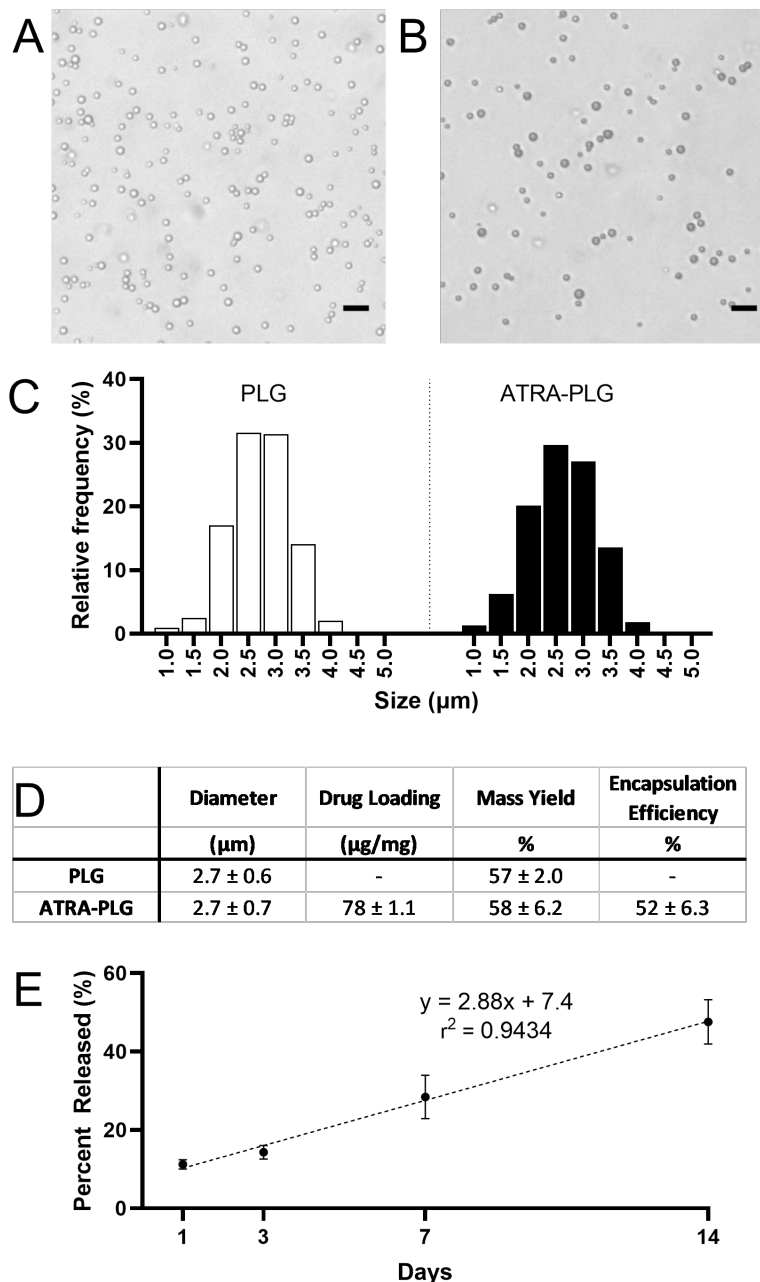 A
B
C
PLG
ATRA-PLG
Relative frequency (%)
40
30
20
10
0
1.0 1.5 2.0 2.5 3.0 3.5 4.0 4.5 5.0 1.0 1.5 2.0 2.5 3.0 3.5 4.0 4.5 5.0
Size (µm)
D
Diameter Drug Loading Mass Yield Encapsulation
Efficiency
(µm) (µg/mg) % %
PLG 2.7 ± 0.6 - 57 ± 2.0 -
ATRA-PLG 2.7 ± 0.7 78 ± 1.1 58 ± 6.2 52 ± 6.3
E
Percent Released (%)
60
40
20
0
y = 2.88x + 7.4
r² = 0.9434
1 3 7 14
Days